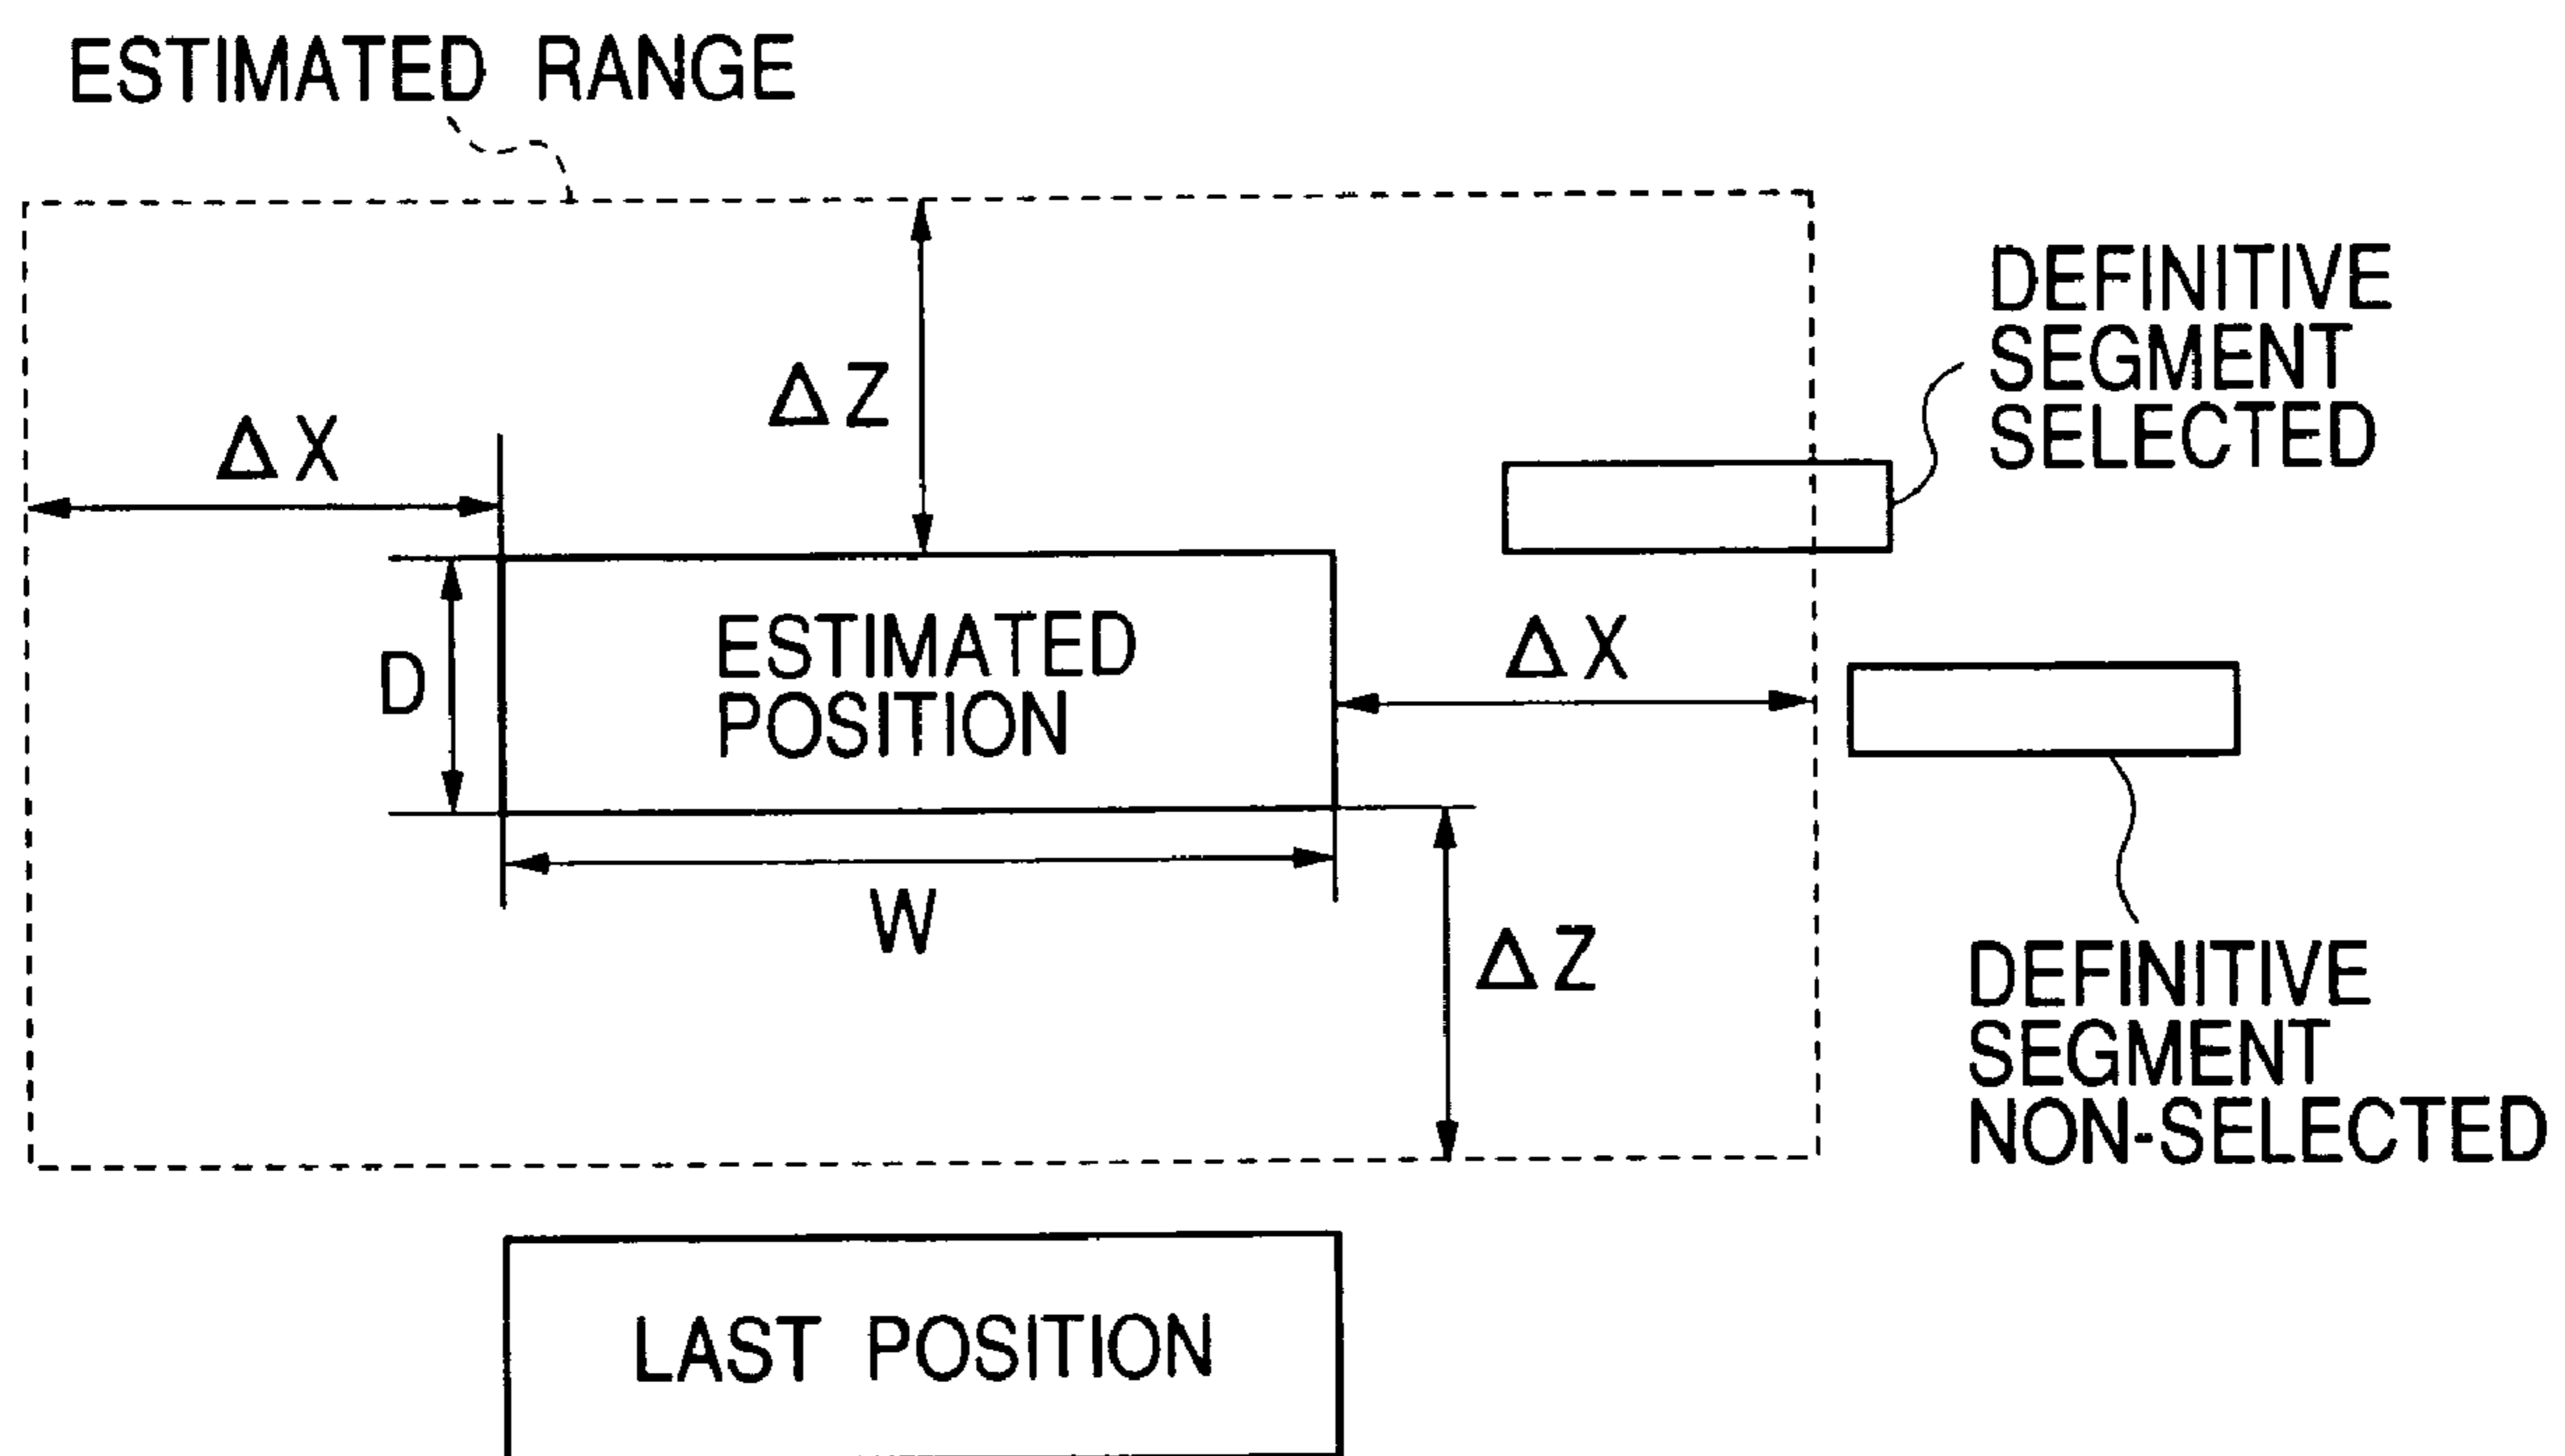 ESTIMATED RANGE
DEFINITIVE
SEGMENT
SELECTED
ΔZ
ΔX
D
ESTIMATED
POSITION
ΔX
W
ΔZ
DEFINITIVE
SEGMENT
NON-SELECTED
LAST POSITION